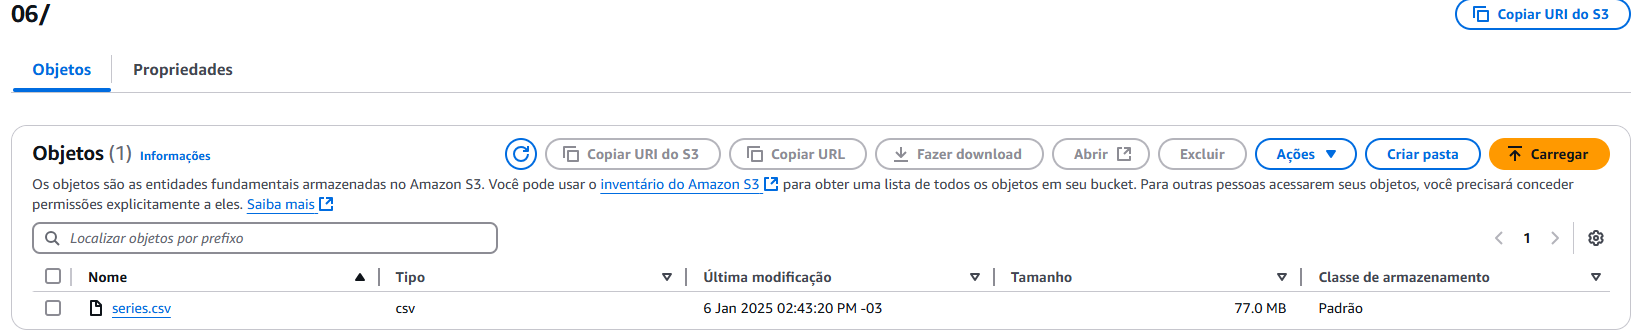 06/
Copiar URI do S3
Objetos Propriedades
Objetos (1) Informações Copiar URI do S3 Copiar URL Fazer download Abrir Excluir Ações Criar pasta Carregar
Os objetos são as entidades fundamentais armazenadas no Amazon S3. Você pode usar o inventário do Amazon S3 para obter uma lista de todos os objetos em seu bucket. Para outras pessoas acessarem seus objetos, você precisará conceder
permissões explicitamente a eles. Saiba mais
Localizar objetos por prefixo 1
Nome Tipo Última modificação Tamanho Classe de armazenamento
series.csv csv 6 Jan 2025 02:43:20 PM -03 77.0 MB Padrão